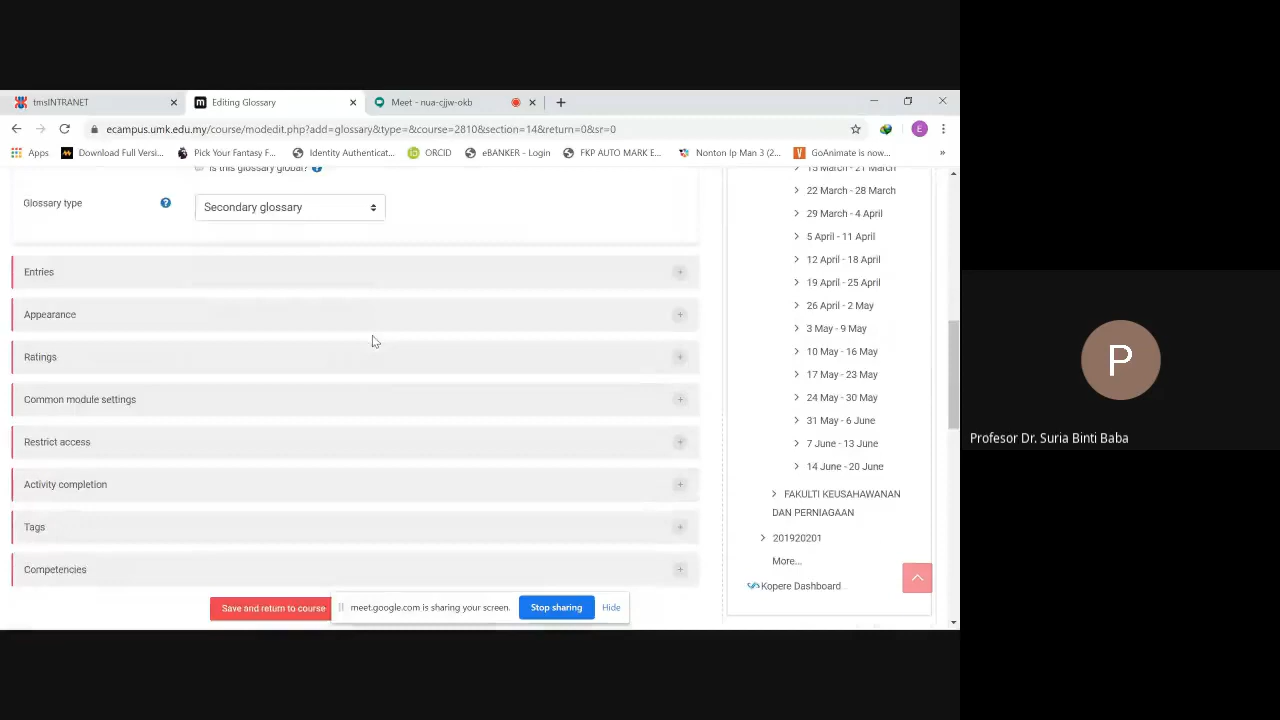 tmsINTRANET
Editing Glossary
Meet - nua-cjjw-okb
ecampus.umk.edu.my/course/modedit.php?add=glossary&type=&course=2810&section=14&return=0&sr=0
E
Apps
Download Full Versi...
Pick Your Fantasy F...
Identity Authenticat...
ORCID
eBANKER - Login
FKP AUTO MARK E...
Nonton Ip Man 3 (2...
GoAnimate is now...
»
Is this glossary global?
Glossary type
Secondary glossary
Entries
Appearance
Ratings
Common module settings
Restrict access
Activity completion
Tags
Competencies
Save and return to course
meet.google.com is sharing your screen.
Stop sharing
Hide
15 March - 21 March
22 March - 28 March
29 March - 4 April
5 April - 11 April
12 April - 18 April
19 April - 25 April
26 April - 2 May
3 May - 9 May
10 May - 16 May
17 May - 23 May
24 May - 30 May
31 May - 6 June
7 June - 13 June
14 June - 20 June
FAKULTI KEUSAHAWANAN
DAN PERNIAGAAN
201920201
More...
Kopere Dashboard
P
Profesor Dr. Suria Binti Baba